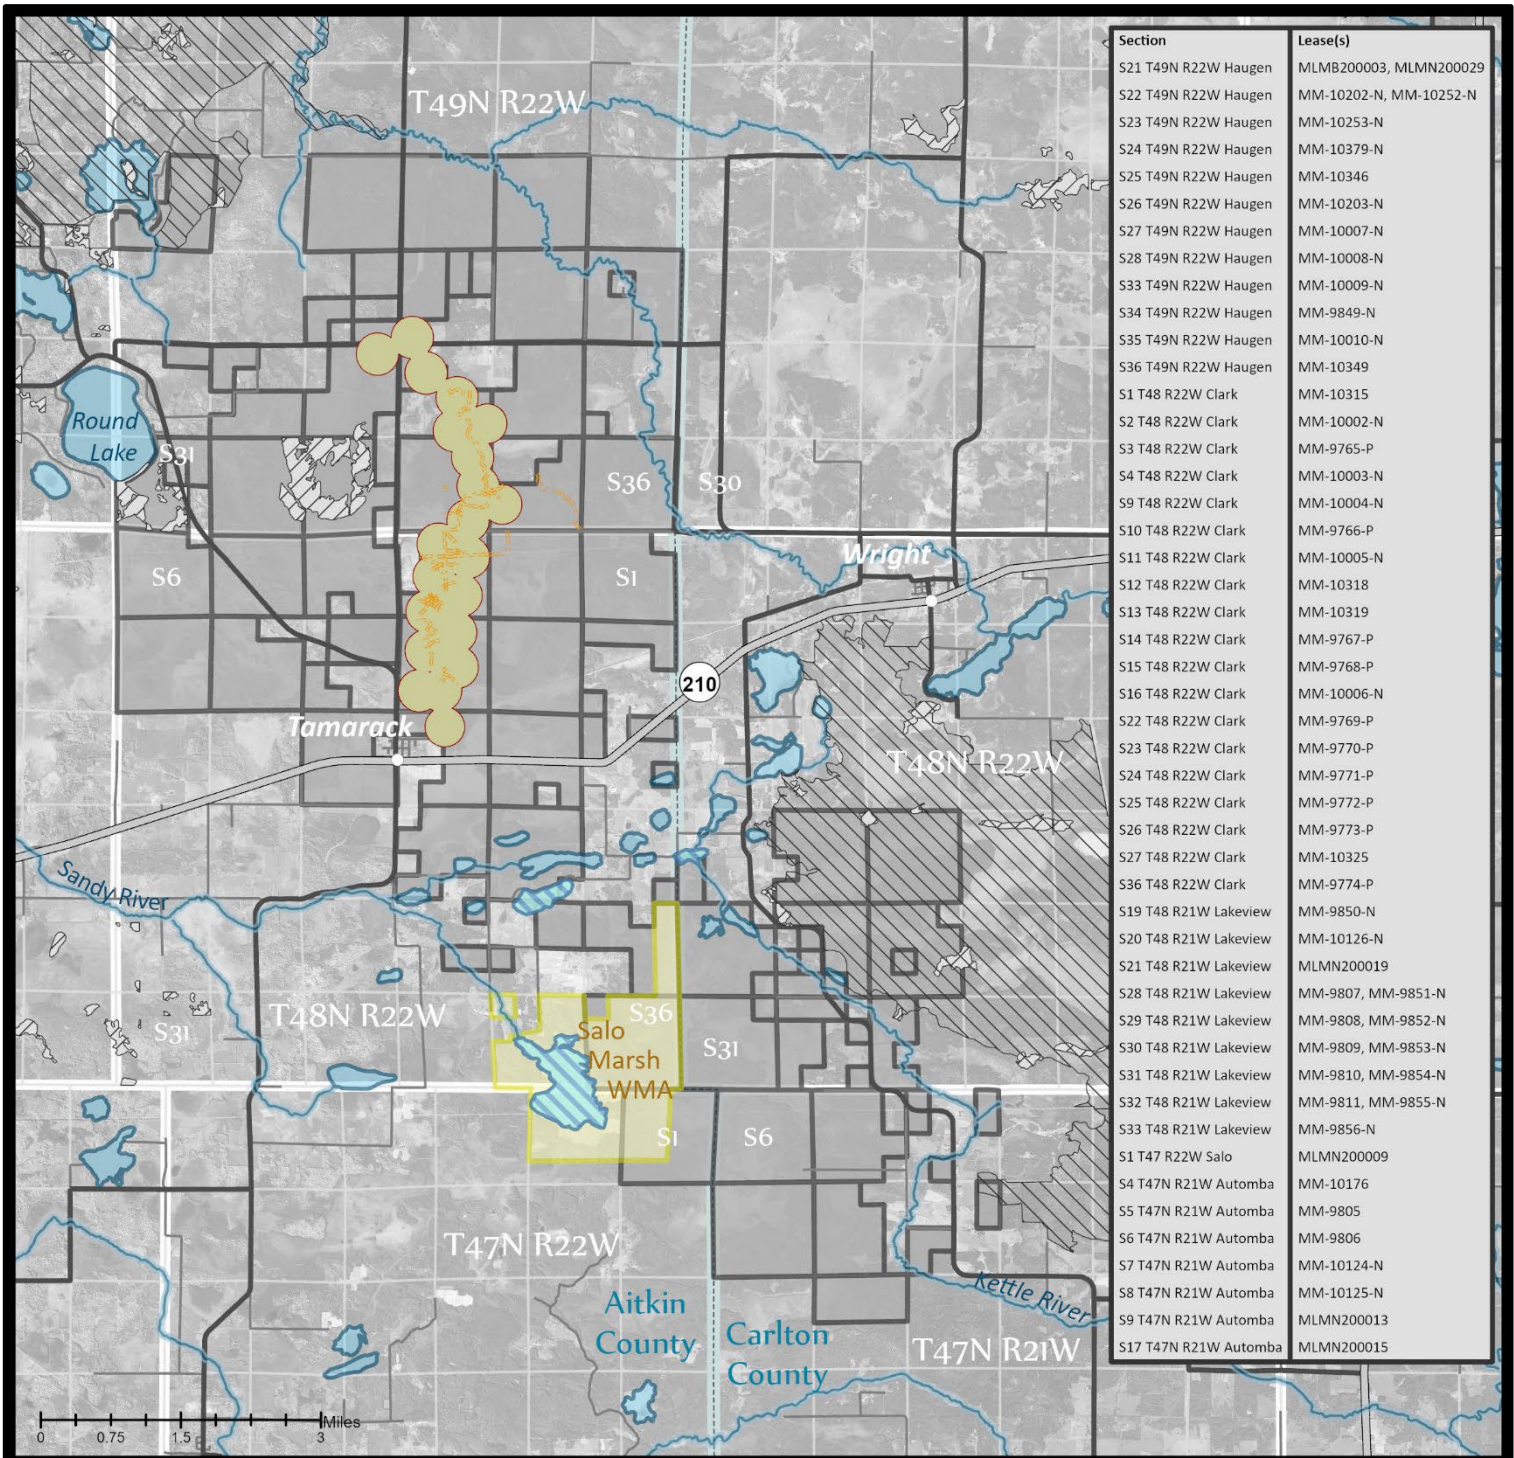 T49N R22W
Round
Lake
S31
S36
S30
S6
S1
Wright
210
Tamarack
T48N R22W
Sandy River
S31
T48N R22W
S36
S31
Salo
Marsh
WMA
S1
S6
T47N R22W
Aitkin
County
Carlton
County
Kettle River
T47N R21W
Miles
0 0.75 1.5 3
Section Lease(s)
S21 T49N R22W Haugen MLMB200003, MLMN200029
S22 T49N R22W Haugen MM-10202-N, MM-10252-N
S23 T49N R22W Haugen MM-10253-N
S24 T49N R22W Haugen MM-10379-N
S25 T49N R22W Haugen MM-10346
S26 T49N R22W Haugen MM-10203-N
S27 T49N R22W Haugen MM-10007-N
S28 T49N R22W Haugen MM-10008-N
S33 T49N R22W Haugen MM-10009-N
S34 T49N R22W Haugen MM-9849-N
S35 T49N R22W Haugen MM-10010-N
S36 T49N R22W Haugen MM-10349
S1 T48 R22W Clark MM-10315
S2 T48 R22W Clark MM-10002-N
S3 T48 R22W Clark MM-9765-P
S4 T48 R22W Clark MM-10003-N
S9 T48 R22W Clark MM-10004-N
S10 T48 R22W Clark MM-9766-P
S11 T48 R22W Clark MM-10005-N
S12 T48 R22W Clark MM-10318
S13 T48 R22W Clark MM-10319
S14 T48 R22W Clark MM-9767-P
S15 T48 R22W Clark MM-9768-P
S16 T48 R22W Clark MM-10006-N
S22 T48 R22W Clark MM-9769-P
S23 T48 R22W Clark MM-9770-P
S24 T48 R22W Clark MM-9771-P
S25 T48 R22W Clark MM-9772-P
S26 T48 R22W Clark MM-9773-P
S27 T48 R22W Clark MM-10325
S36 T48 R22W Clark MM-9774-P
S19 T48 R21W Lakeview MM-9850-N
S20 T48 R21W Lakeview MM-10126-N
S21 T48 R21W Lakeview MLMN200019
S28 T48 R21W Lakeview MM-9807, MM-9851-N
S29 T48 R21W Lakeview MM-9808, MM-9852-N
S30 T48 R21W Lakeview MM-9809, MM-9853-N
S31 T48 R21W Lakeview MM-9810, MM-9854-N
S32 T48 R21W Lakeview MM-9811, MM-9855-N
S33 T48 R21W Lakeview MM-9856-N
S1 T47 R22W Salo MLMN200009
S4 T47N R21W Automba MM-10176
S5 T47N R21W Automba MM-9805
S6 T47N R21W Automba MM-9806
S7 T47N R21W Automba MM-10124-N
S8 T47N R21W Automba MM-10125-N
S9 T47N R21W Automba MLMN200013
S17 T47N R21W Automba MLMN200015